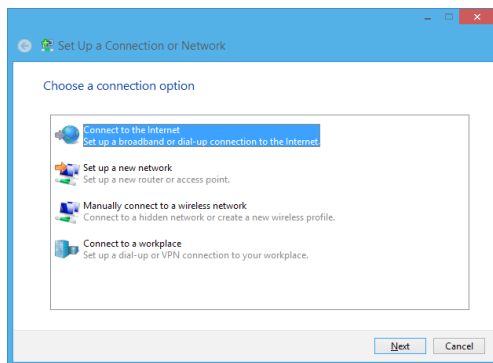 Set Up a Connection or Network
Choose a connection option
Connect to the Internet
Set up a broadband or dial-up connection to the Internet.
Set up a new network
Set up a new router or access point.
Manually connect to a wireless network
Connect to a hidden network or create a new wireless profile.
Connect to a workplace
Set up a dial-up or VPN connection to your workplace.
Next Cancel